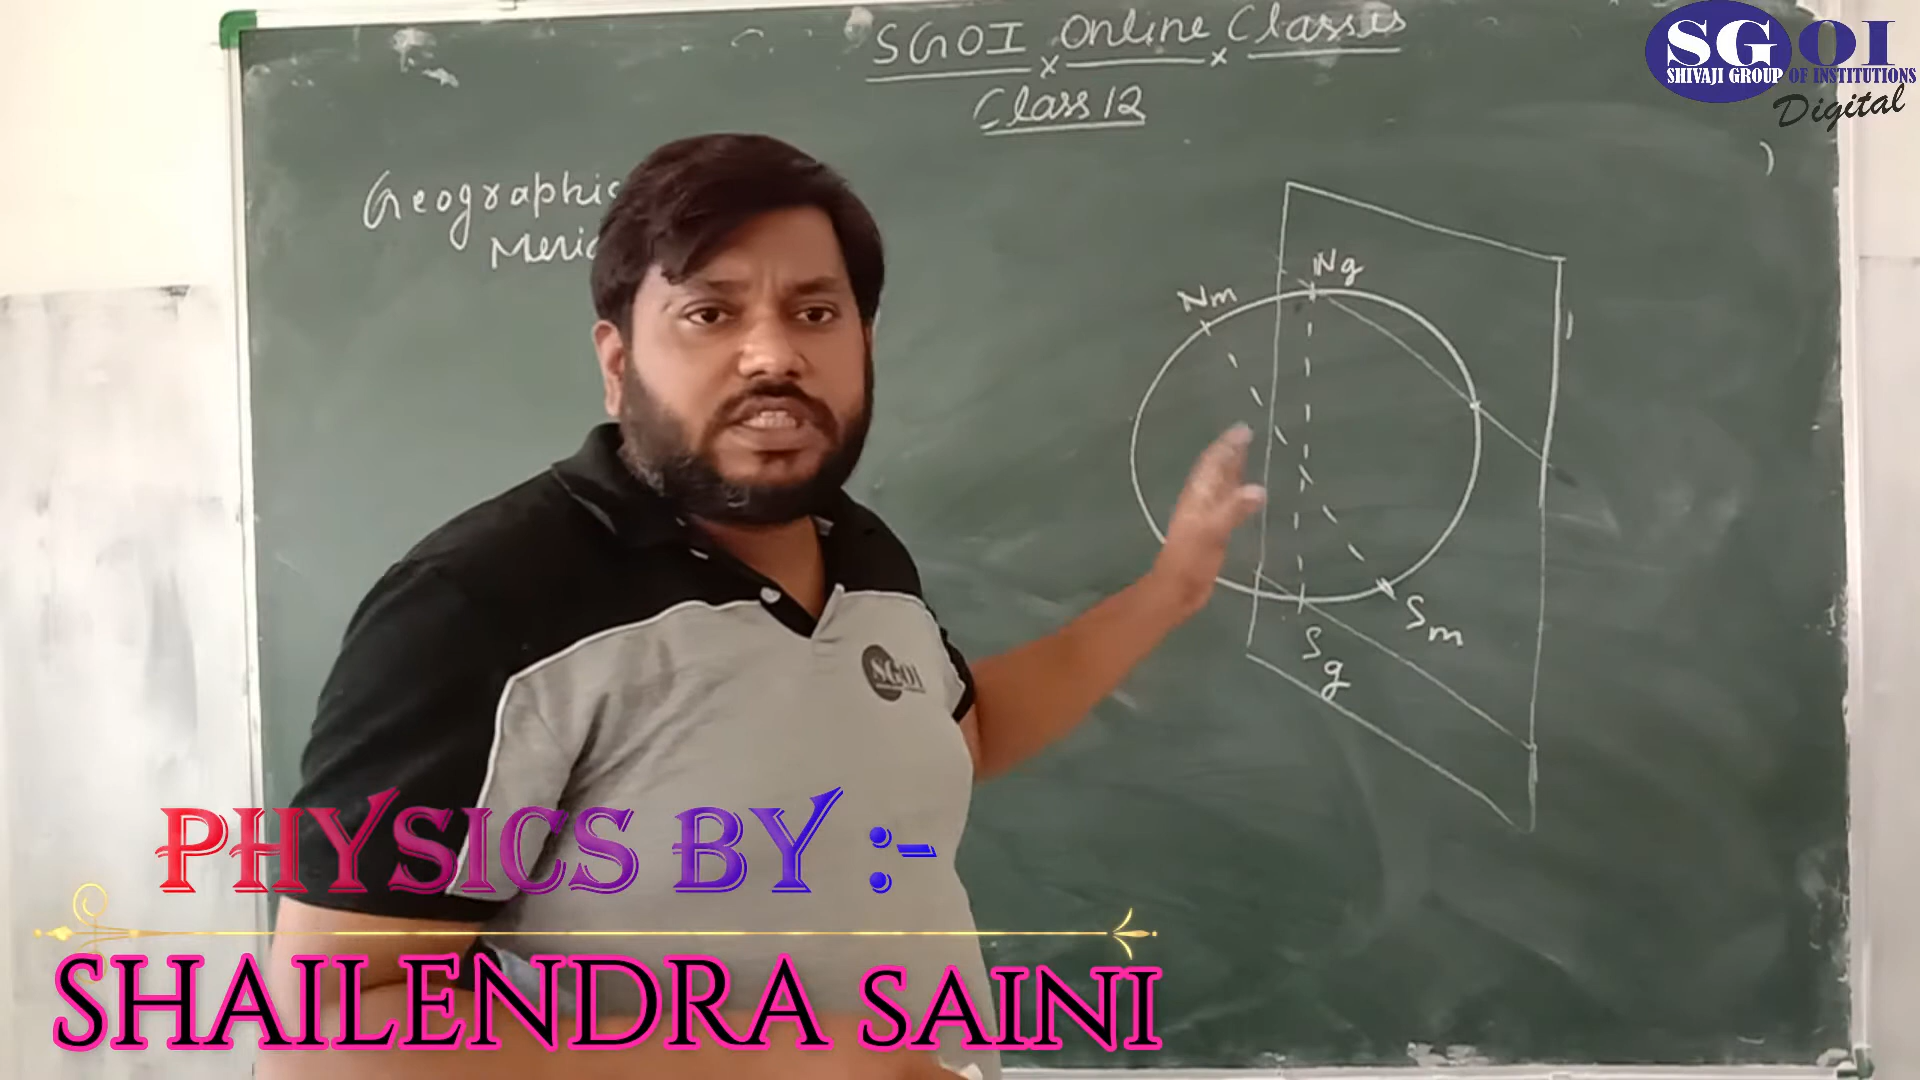 SGOI x Online x Classes
Class 12
SGOI
SHIVAJI GROUP OF INSTITUTIONS
Digital
Geographic
Nm
Ng
Sm
Sg
SGOI
PHYSICS BY :-
SHAILENDRA SAINI